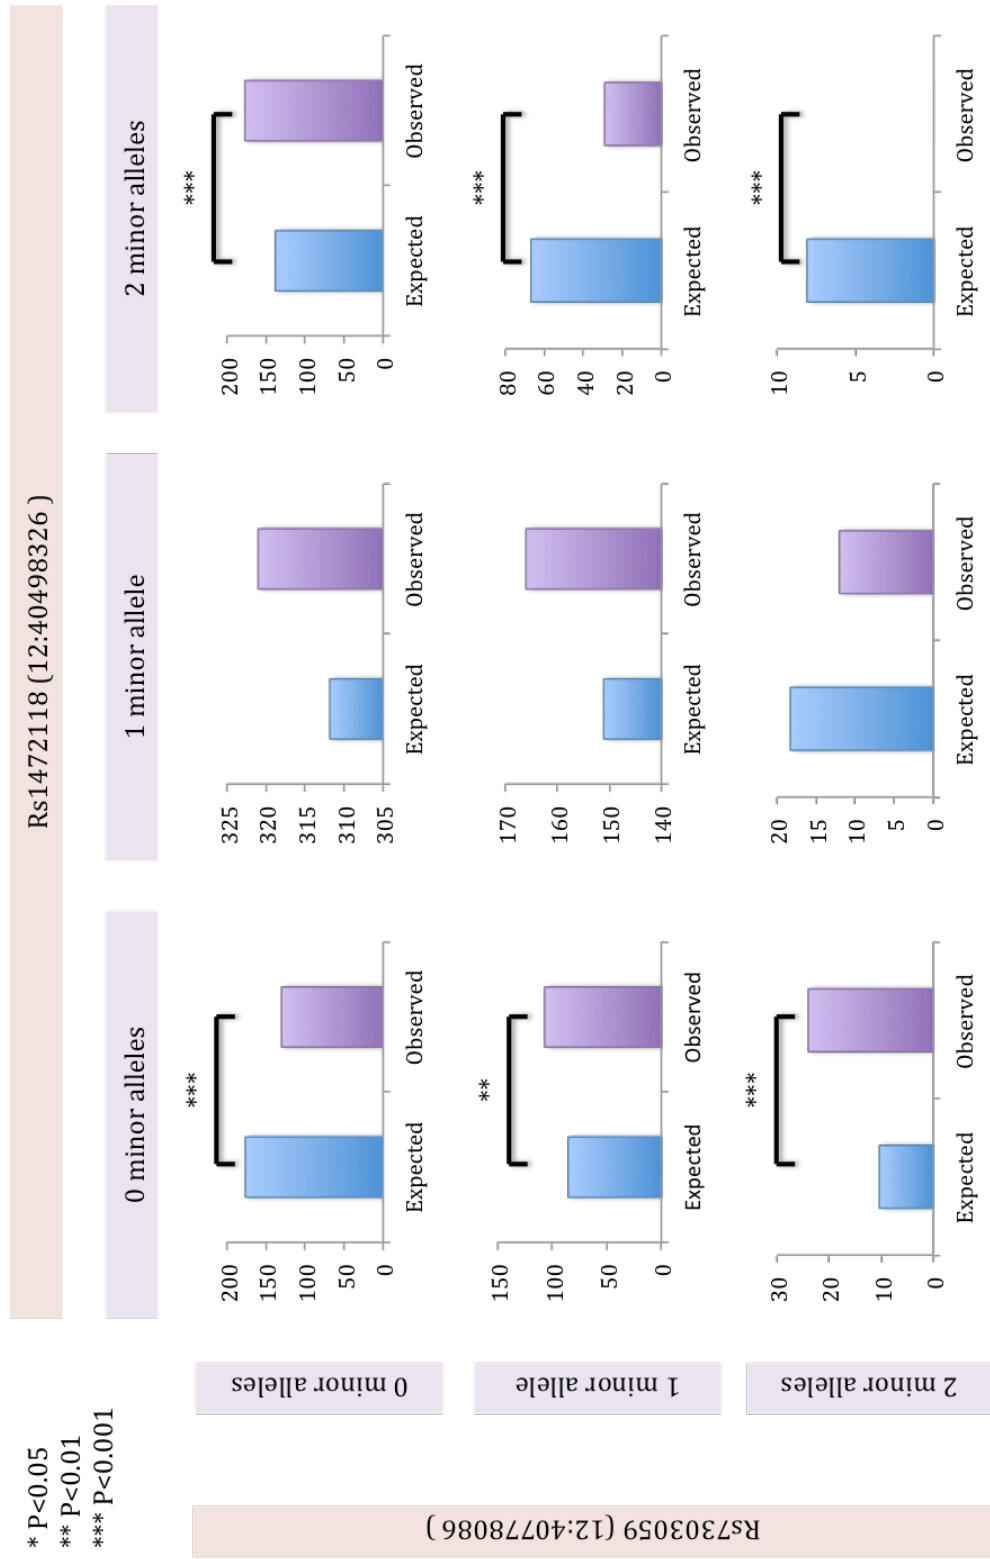 * P<0.05
** P<0.01
*** P<0.001
Rs1472118 (12:40498326 )
0 minor alleles
1 minor allele
2 minor alleles
Rs7303059 (12:40778086 )
0 minor alleles
***
200
150
100
50
0
Expected
Observed
325
320
315
310
305
Expected
Observed
***
200
150
100
50
0
Expected
Observed
1 minor allele
**
150
100
50
0
Expected
Observed
170
160
150
140
Expected
Observed
***
80
60
40
20
0
Expected
Observed
2 minor alleles
***
30
20
10
0
Expected
Observed
20
15
10
5
0
Expected
Observed
***
10
5
0
Expected
Observed